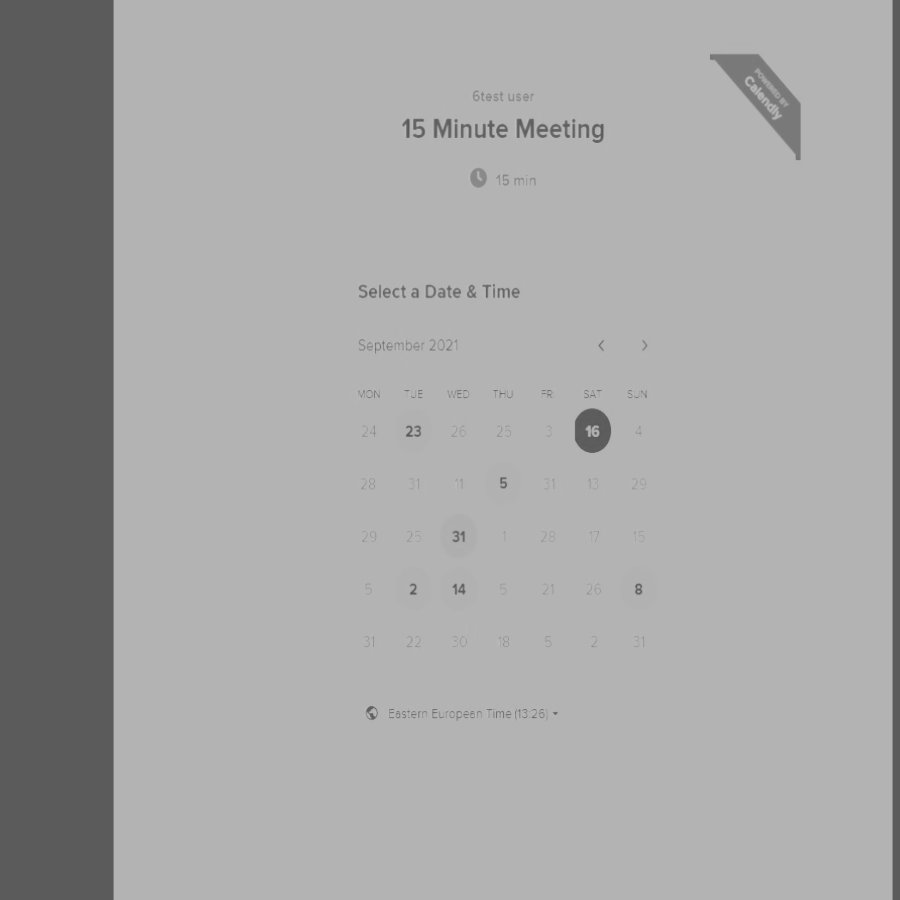 POWERED BY
Calendly
6test user
15 Minute Meeting
15 min
Select a Date & Time
September 2021
MON TUE WED THU FRI SAT SUN
24 23 26 25 3 16 4
28 31 11 5 31 13 29
29 25 31 1 28 17 15
5 2 14 5 21 26 8
31 22 30 18 5 2 31
Eastern European Time (13:26)